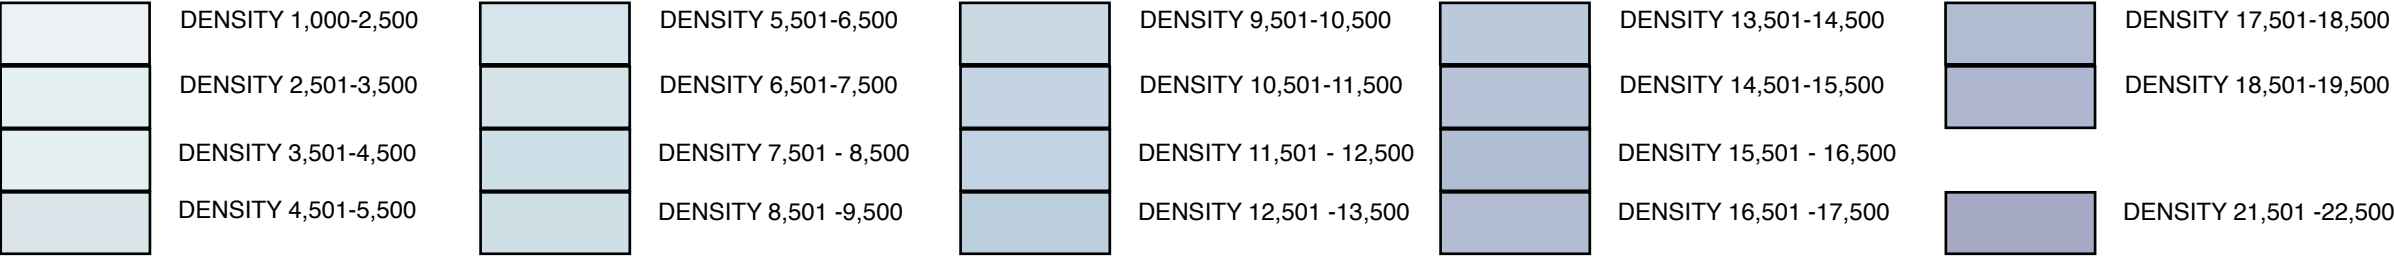 DENSITY 1,000-2,500
DENSITY 2,501-3,500
DENSITY 3,501-4,500
DENSITY 4,501-5,500
DENSITY 5,501-6,500
DENSITY 6,501-7,500
DENSITY 7,501 - 8,500
DENSITY 8,501 -9,500
DENSITY 9,501-10,500
DENSITY 10,501-11,500
DENSITY 11,501 - 12,500
DENSITY 12,501 -13,500
DENSITY 13,501-14,500
DENSITY 14,501-15,500
DENSITY 15,501 - 16,500
DENSITY 16,501 -17,500
DENSITY 17,501-18,500
DENSITY 18,501-19,500
DENSITY 21,501 -22,500